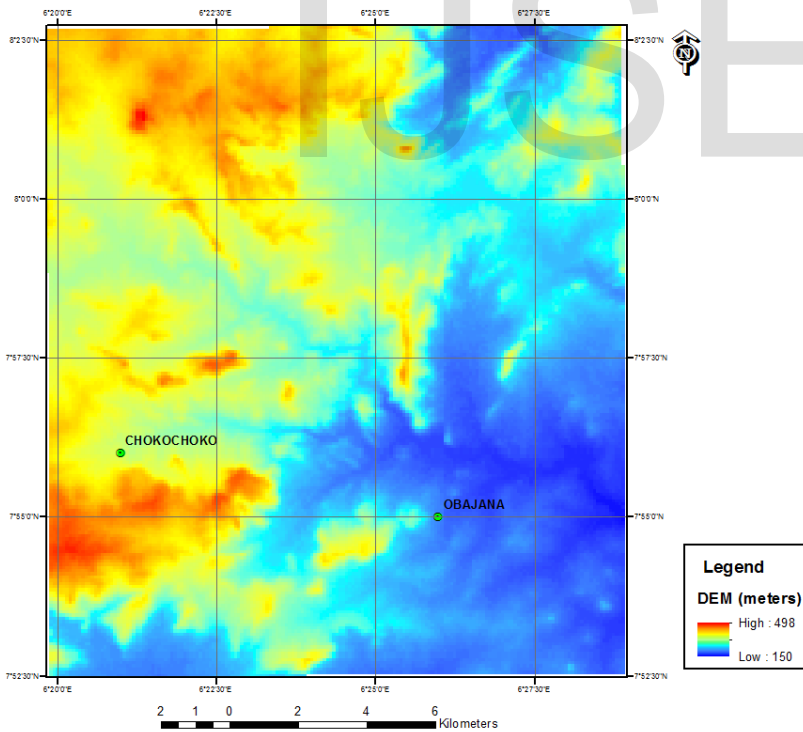 6°20'0"E 6°22'30"E 6°25'0"E 6°27'30"E
IJSE
8°2'30"N 8°2'30"N
N
8°0'0"N 8°0'0"N
7°57'30"N 7°57'30"N
CHOKOCHOKO
OBAJANA
7°55'0"N 7°55'0"N
Legend
DEM (meters)
High : 498
Low : 150
7°52'30"N 7°52'30"N
6°20'0"E 6°22'30"E 6°25'0"E 6°27'30"E
2 1 0 2 4 6
Kilometers